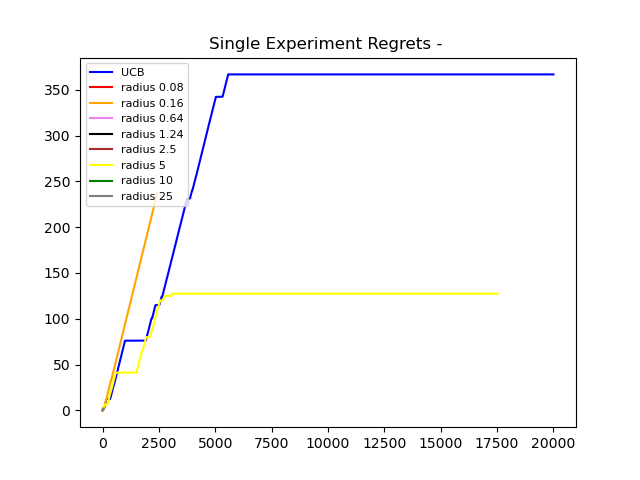 Single Experiment Regrets -
UCB
radius 0.08
radius 0.16
radius 0.64
radius 1.24
radius 2.5
radius 5
radius 10
radius 25
350
300
250
200
150
100
50
0
0 2500 5000 7500 10000 12500 15000 17500 20000